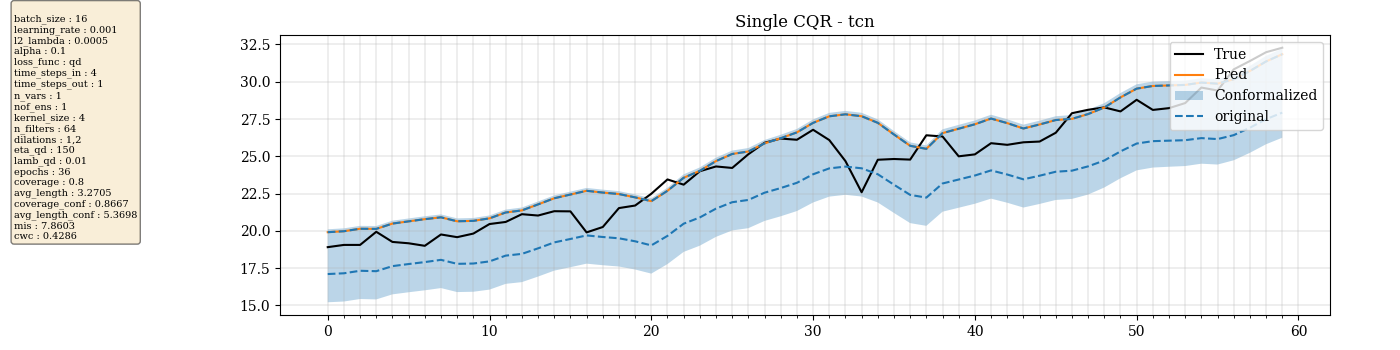 batch_size : 16
learning_rate : 0.001
l2_lambda : 0.0005
alpha : 0.1
loss_func : qd
time_steps_in : 4
time_steps_out : 1
n_vars : 1
nof_ens : 1
kernel_size : 4
n_filters : 64
dilations : 1,2
eta_qd : 150
lamb_qd : 0.01
epochs : 36
coverage : 0.8
avg_length : 3.2705
coverage_conf : 0.8667
avg_length_conf : 5.3698
mis : 7.8603
cwc : 0.4286
Single CQR - tcn
32.5
30.0
27.5
25.0
22.5
20.0
17.5
15.0
0 10 20 30 40 50 60
True
Pred
Conformalized
original